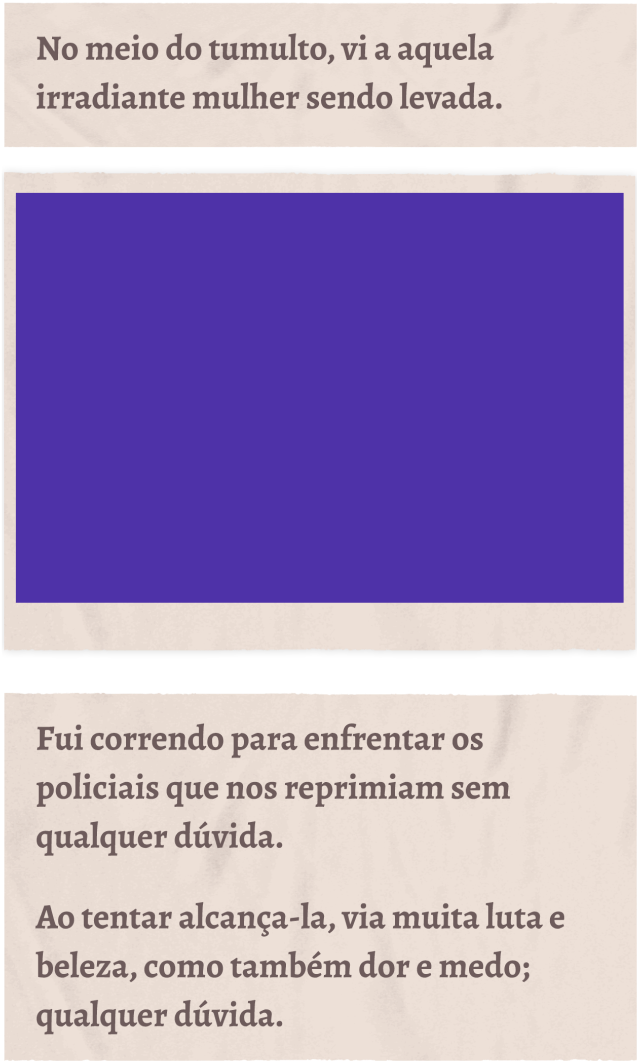 No meio do tumulto, vi a aquela
irradiante mulher sendo levada.
Fui correndo para enfrentar os
policiais que nos reprimiam sem
qualquer dúvida.
Ao tentar alcança-la, via muita luta e
beleza, como também dor e medo;
qualquer dúvida.